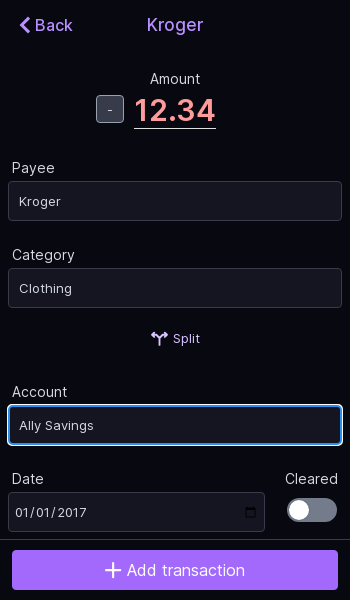 Back
Kroger
Amount
- 12.34
Payee
Kroger
Category
Clothing
Split
Account
Ally Savings
Date
Cleared
01/01/2017
Add transaction